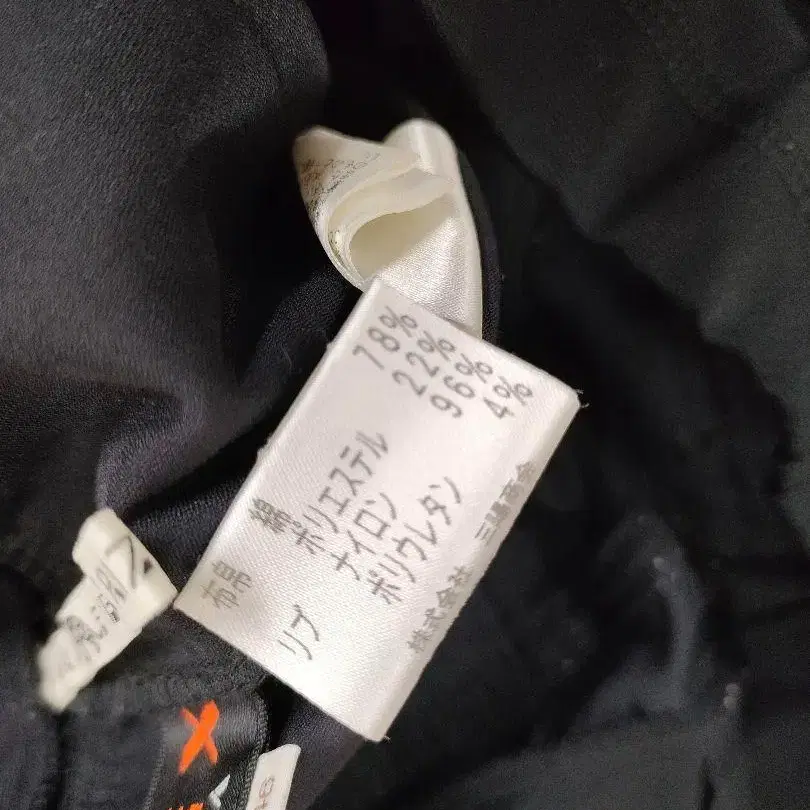 布帛 綿 78%
ポリエステル 22%
リブ ナイロン 96%
ポリウレタン 4%
株式会社 三陽商会
X